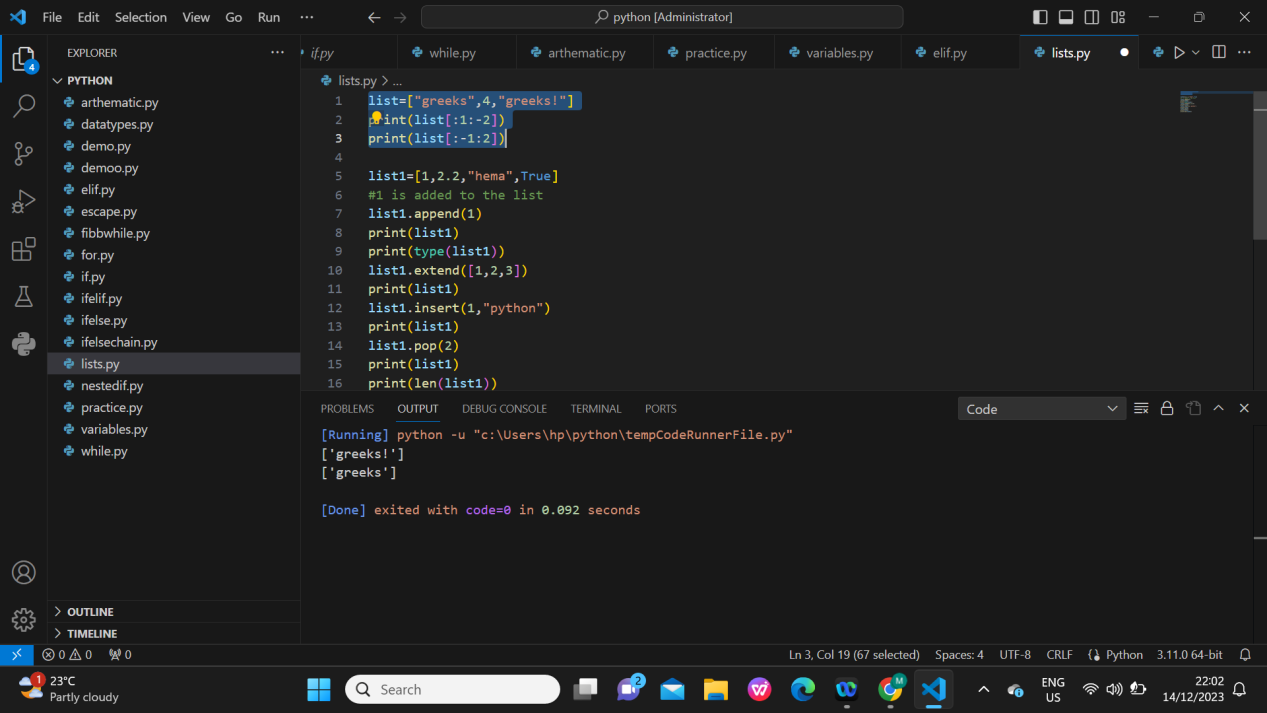 File Edit Selection View Go Run ...
python [Administrator]
EXPLORER ...
4
PYTHON
arthematic.py
datatypes.py
demo.py
demoo.py
elif.py
escape.py
fibbwhile.py
for.py
if.py
ifelif.py
ifelse.py
ifelsechain.py
lists.py
nestedif.py
practice.py
variables.py
while.py
OUTLINE
TIMELINE
if.py while.py arthematic.py practice.py variables.py elif.py lists.py
lists.py > ...
1 list=["greeks",4,"greeks!"]
2 print(list[:1:-2])
3 print(list[:-1:2])
4
5 list1=[1,2.2,"hema",True]
6 #1 is added to the list
7 list1.append(1)
8 print(list1)
9 print(type(list1))
10 list1.extend([1,2,3])
11 print(list1)
12 list1.insert(1,"python")
13 print(list1)
14 list1.pop(2)
15 print(list1)
16 print(len(list1))
PROBLEMS OUTPUT DEBUG CONSOLE TERMINAL PORTS Code
[Running] python -u "c:\Users\hp\python\tempCodeRunnerFile.py"
['greeks!']
['greeks']
[Done] exited with code=0 in 0.092 seconds
0 0 0 Ln 3, Col 19 (67 selected) Spaces: 4 UTF-8 CRLF Python 3.11.0 64-bit
1 23°C
Partly cloudy
Search
2
M
ENG
US
22:02
14/12/2023